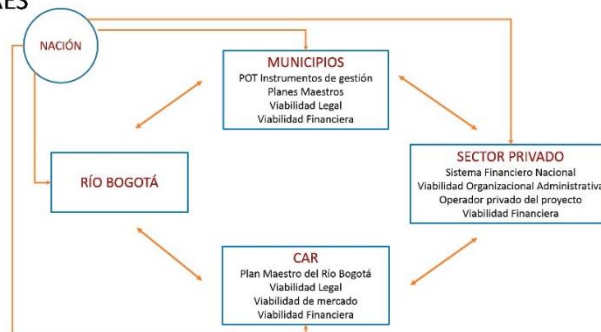 NACIÓN
MUNICIPIOS
POT Instrumentos de gestión
Planes Maestros
Viabilidad Legal
Viabilidad Financiera
RÍO BOGOTÁ
SECTOR PRIVADO
Sistema Financiero Nacional
Viabilidad Organizacional Administrativa
Operador privado del proyecto
Viabilidad Financiera
CAR
Plan Maestro del Río Bogotá
Viabilidad Legal
Viabilidad de mercado
Viabilidad Financiera